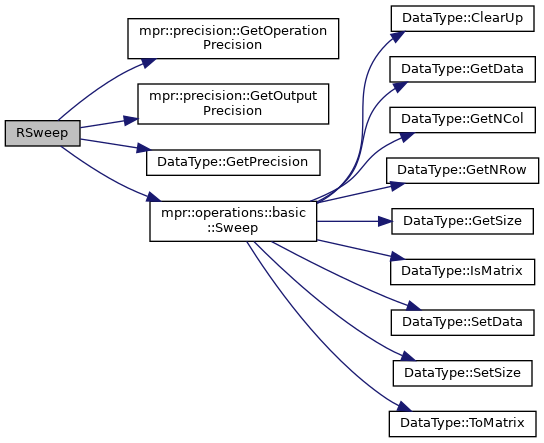 RSweep
mpr::precision::GetOperation
Precision
mpr::precision::GetOutput
Precision
DataType::GetPrecision
mpr::operations::basic
::Sweep
DataType::ClearUp
DataType::GetData
DataType::GetNCol
DataType::GetNRow
DataType::GetSize
DataType::IsMatrix
DataType::SetData
DataType::SetSize
DataType::ToMatrix